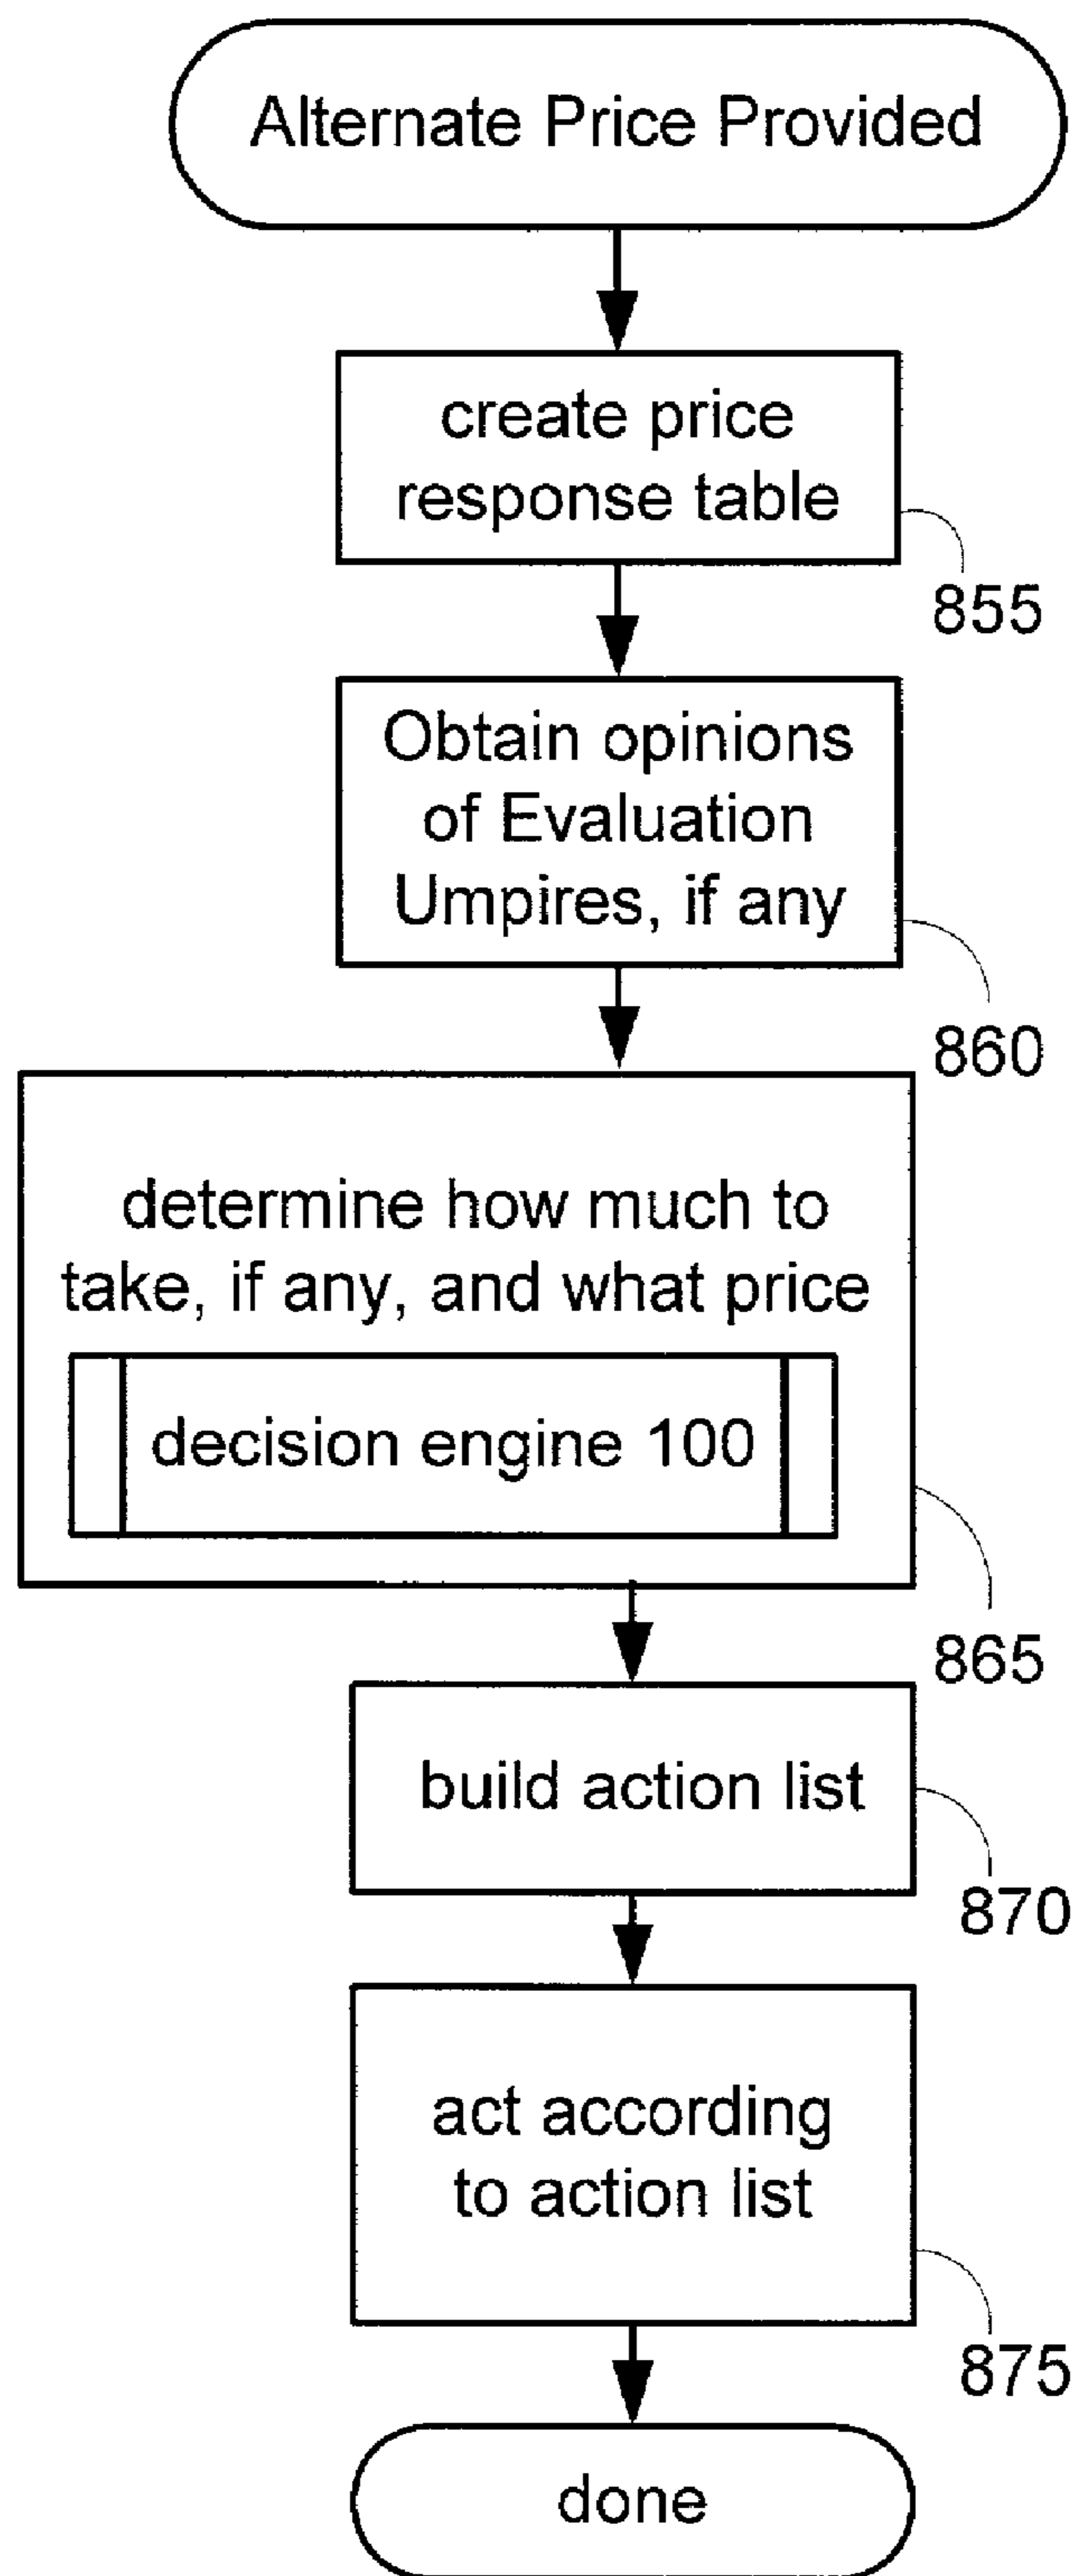 Alternate Price Provided
create price
response table
855
Obtain opinions
of Evaluation
Umpires, if any
860
determine how much to
take, if any, and what price
decision engine 100
865
build action list
870
act according
to action list
875
done